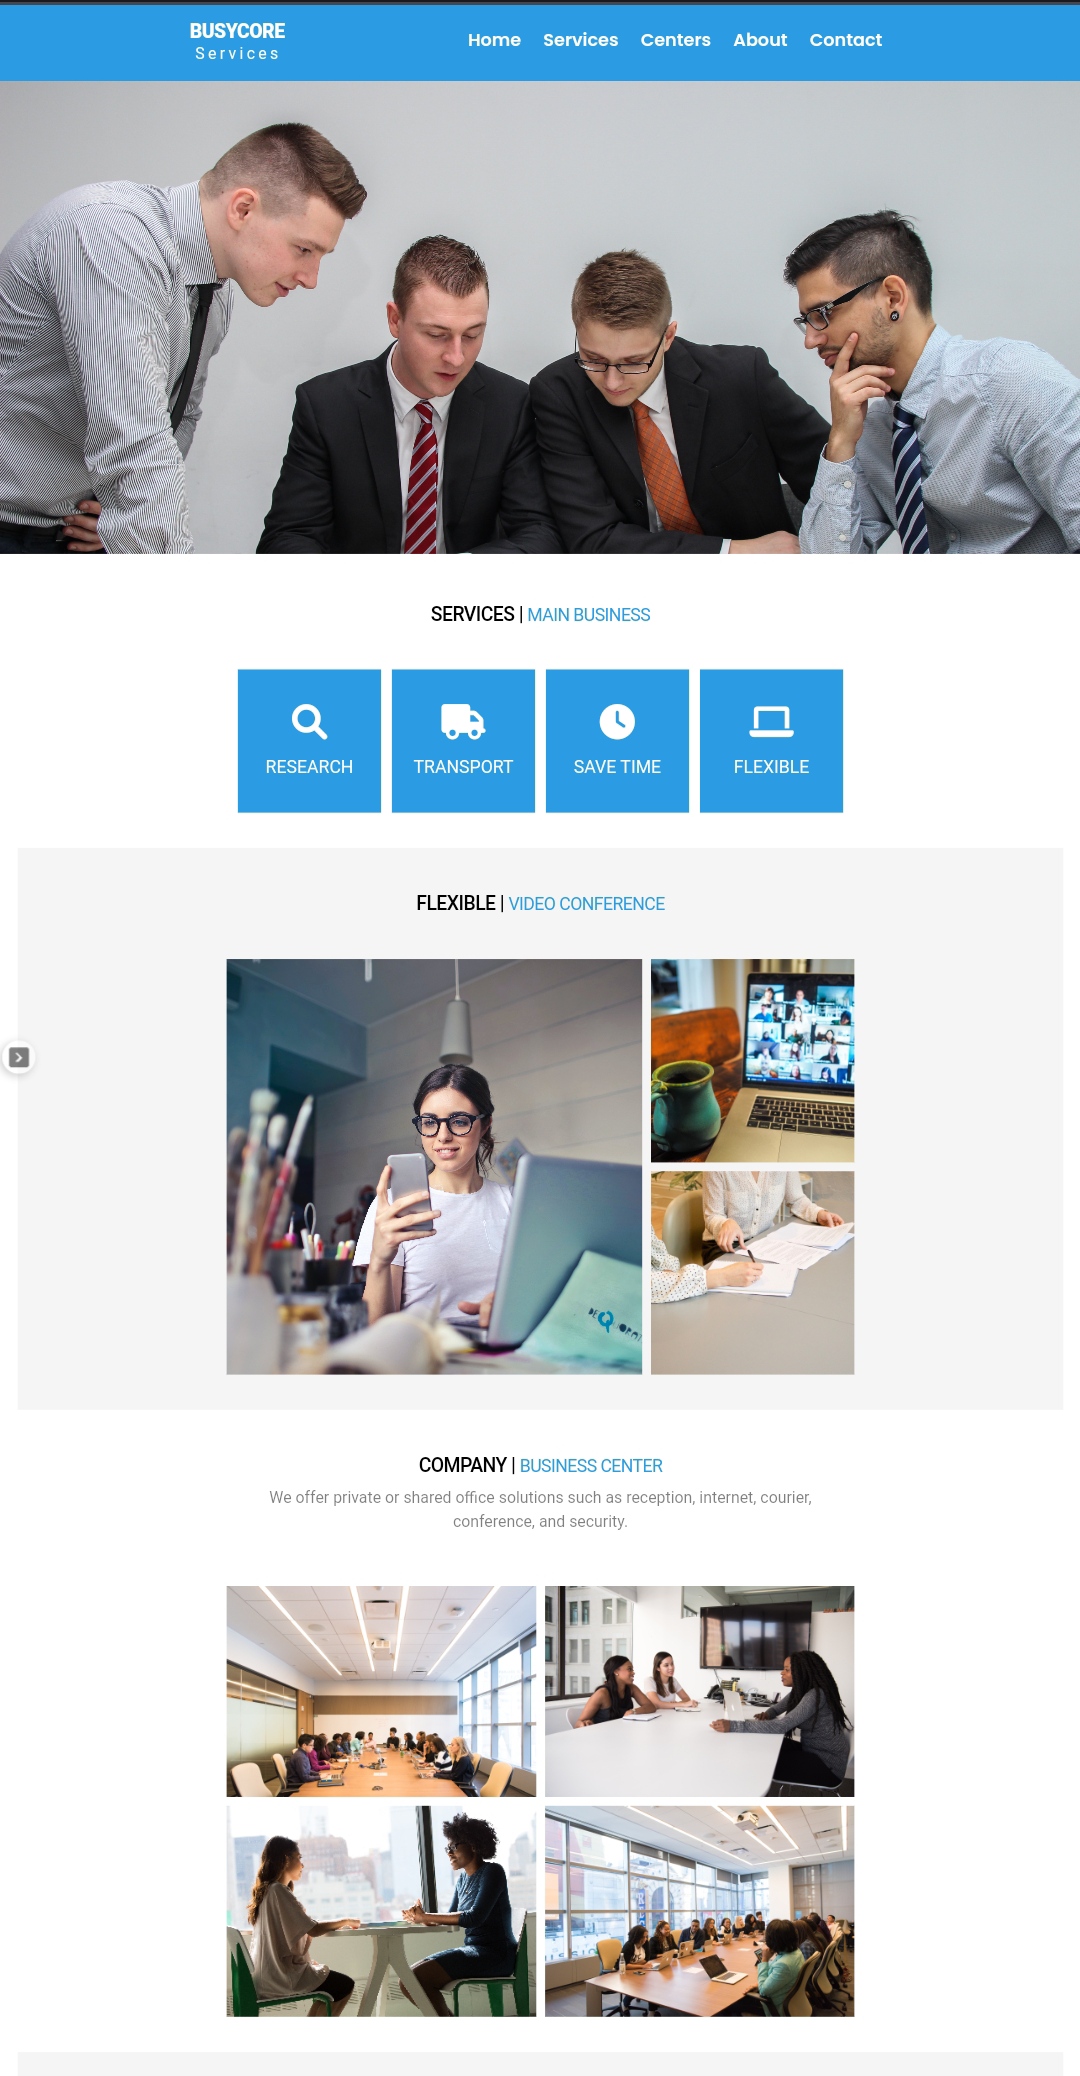 BUSYCORE
Services
Home Services Centers About Contact
SERVICES | MAIN BUSINESS
RESEARCH TRANSPORT SAVE TIME FLEXIBLE
FLEXIBLE | VIDEO CONFERENCE
COMPANY | BUSINESS CENTER
We offer private or shared office solutions such as reception, internet, courier,
conference, and security.